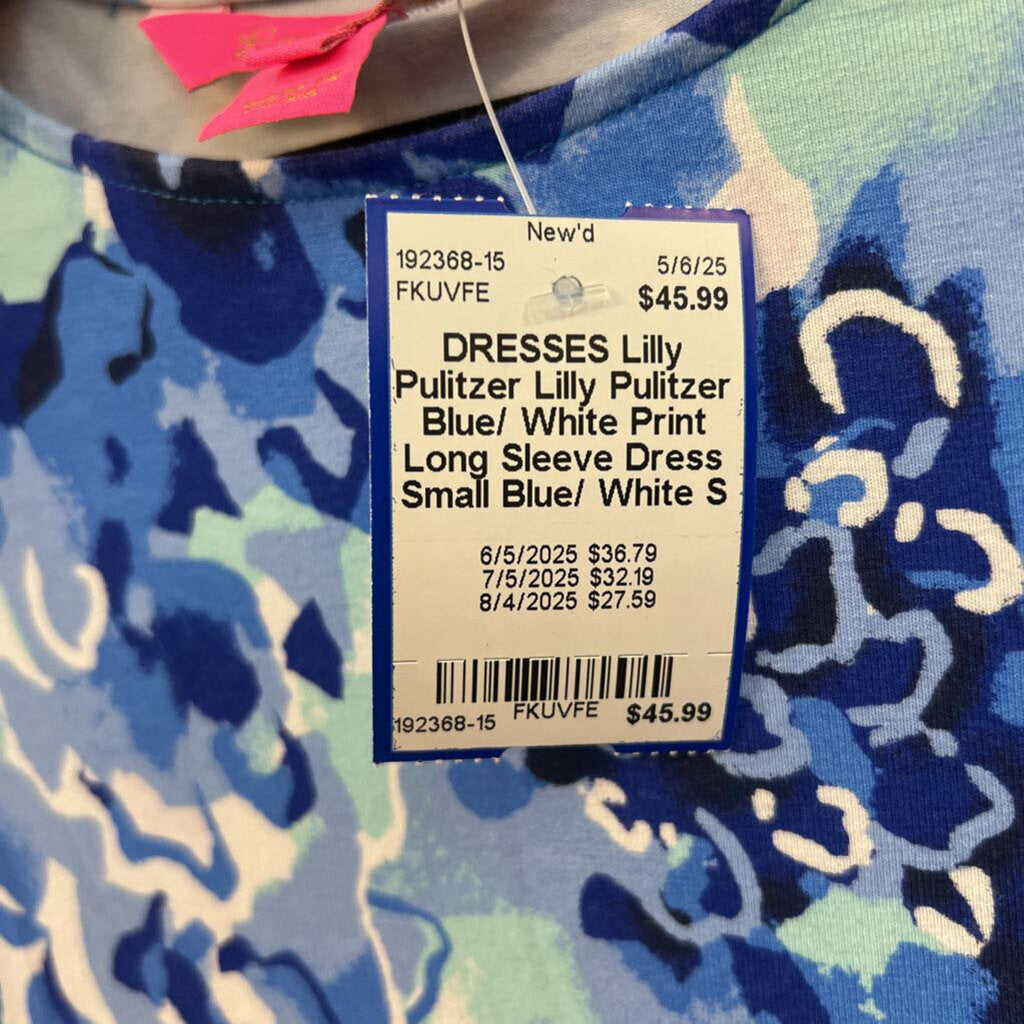 New'd
192368-15 5/6/25
FKUVFE $45.99
DRESSES Lilly
Pulitzer Lilly Pulitzer
Blue/ White Print
Long Sleeve Dress
Small Blue/ White S
6/5/2025 $36.79
7/5/2025 $32.19
8/4/2025 $27.59
192368-15 FKUVFE $45.99